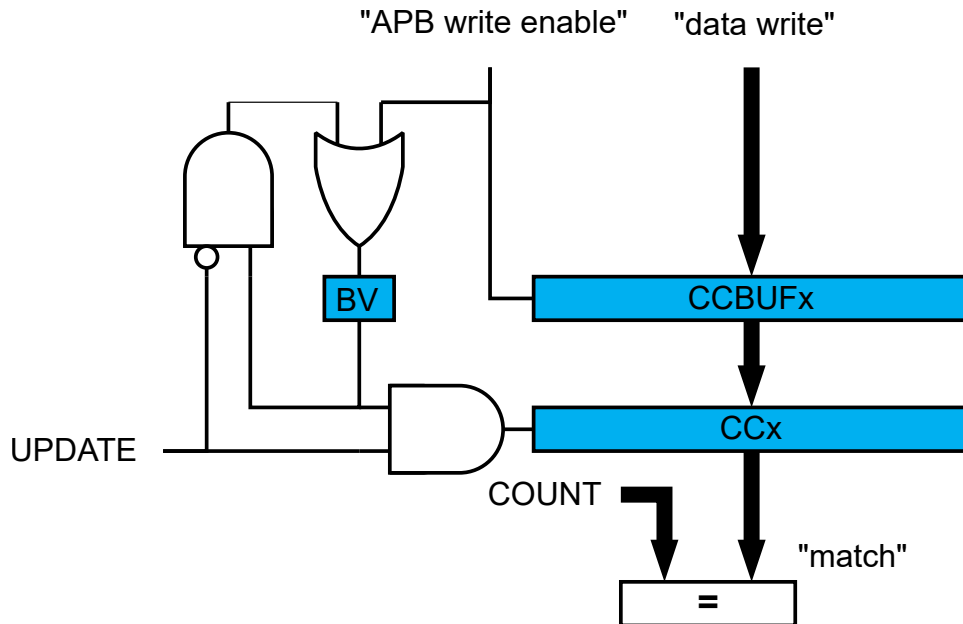 "APB write enable"
"data write"
BV
CCBUFx
CCx
UPDATE
COUNT
"match"
=